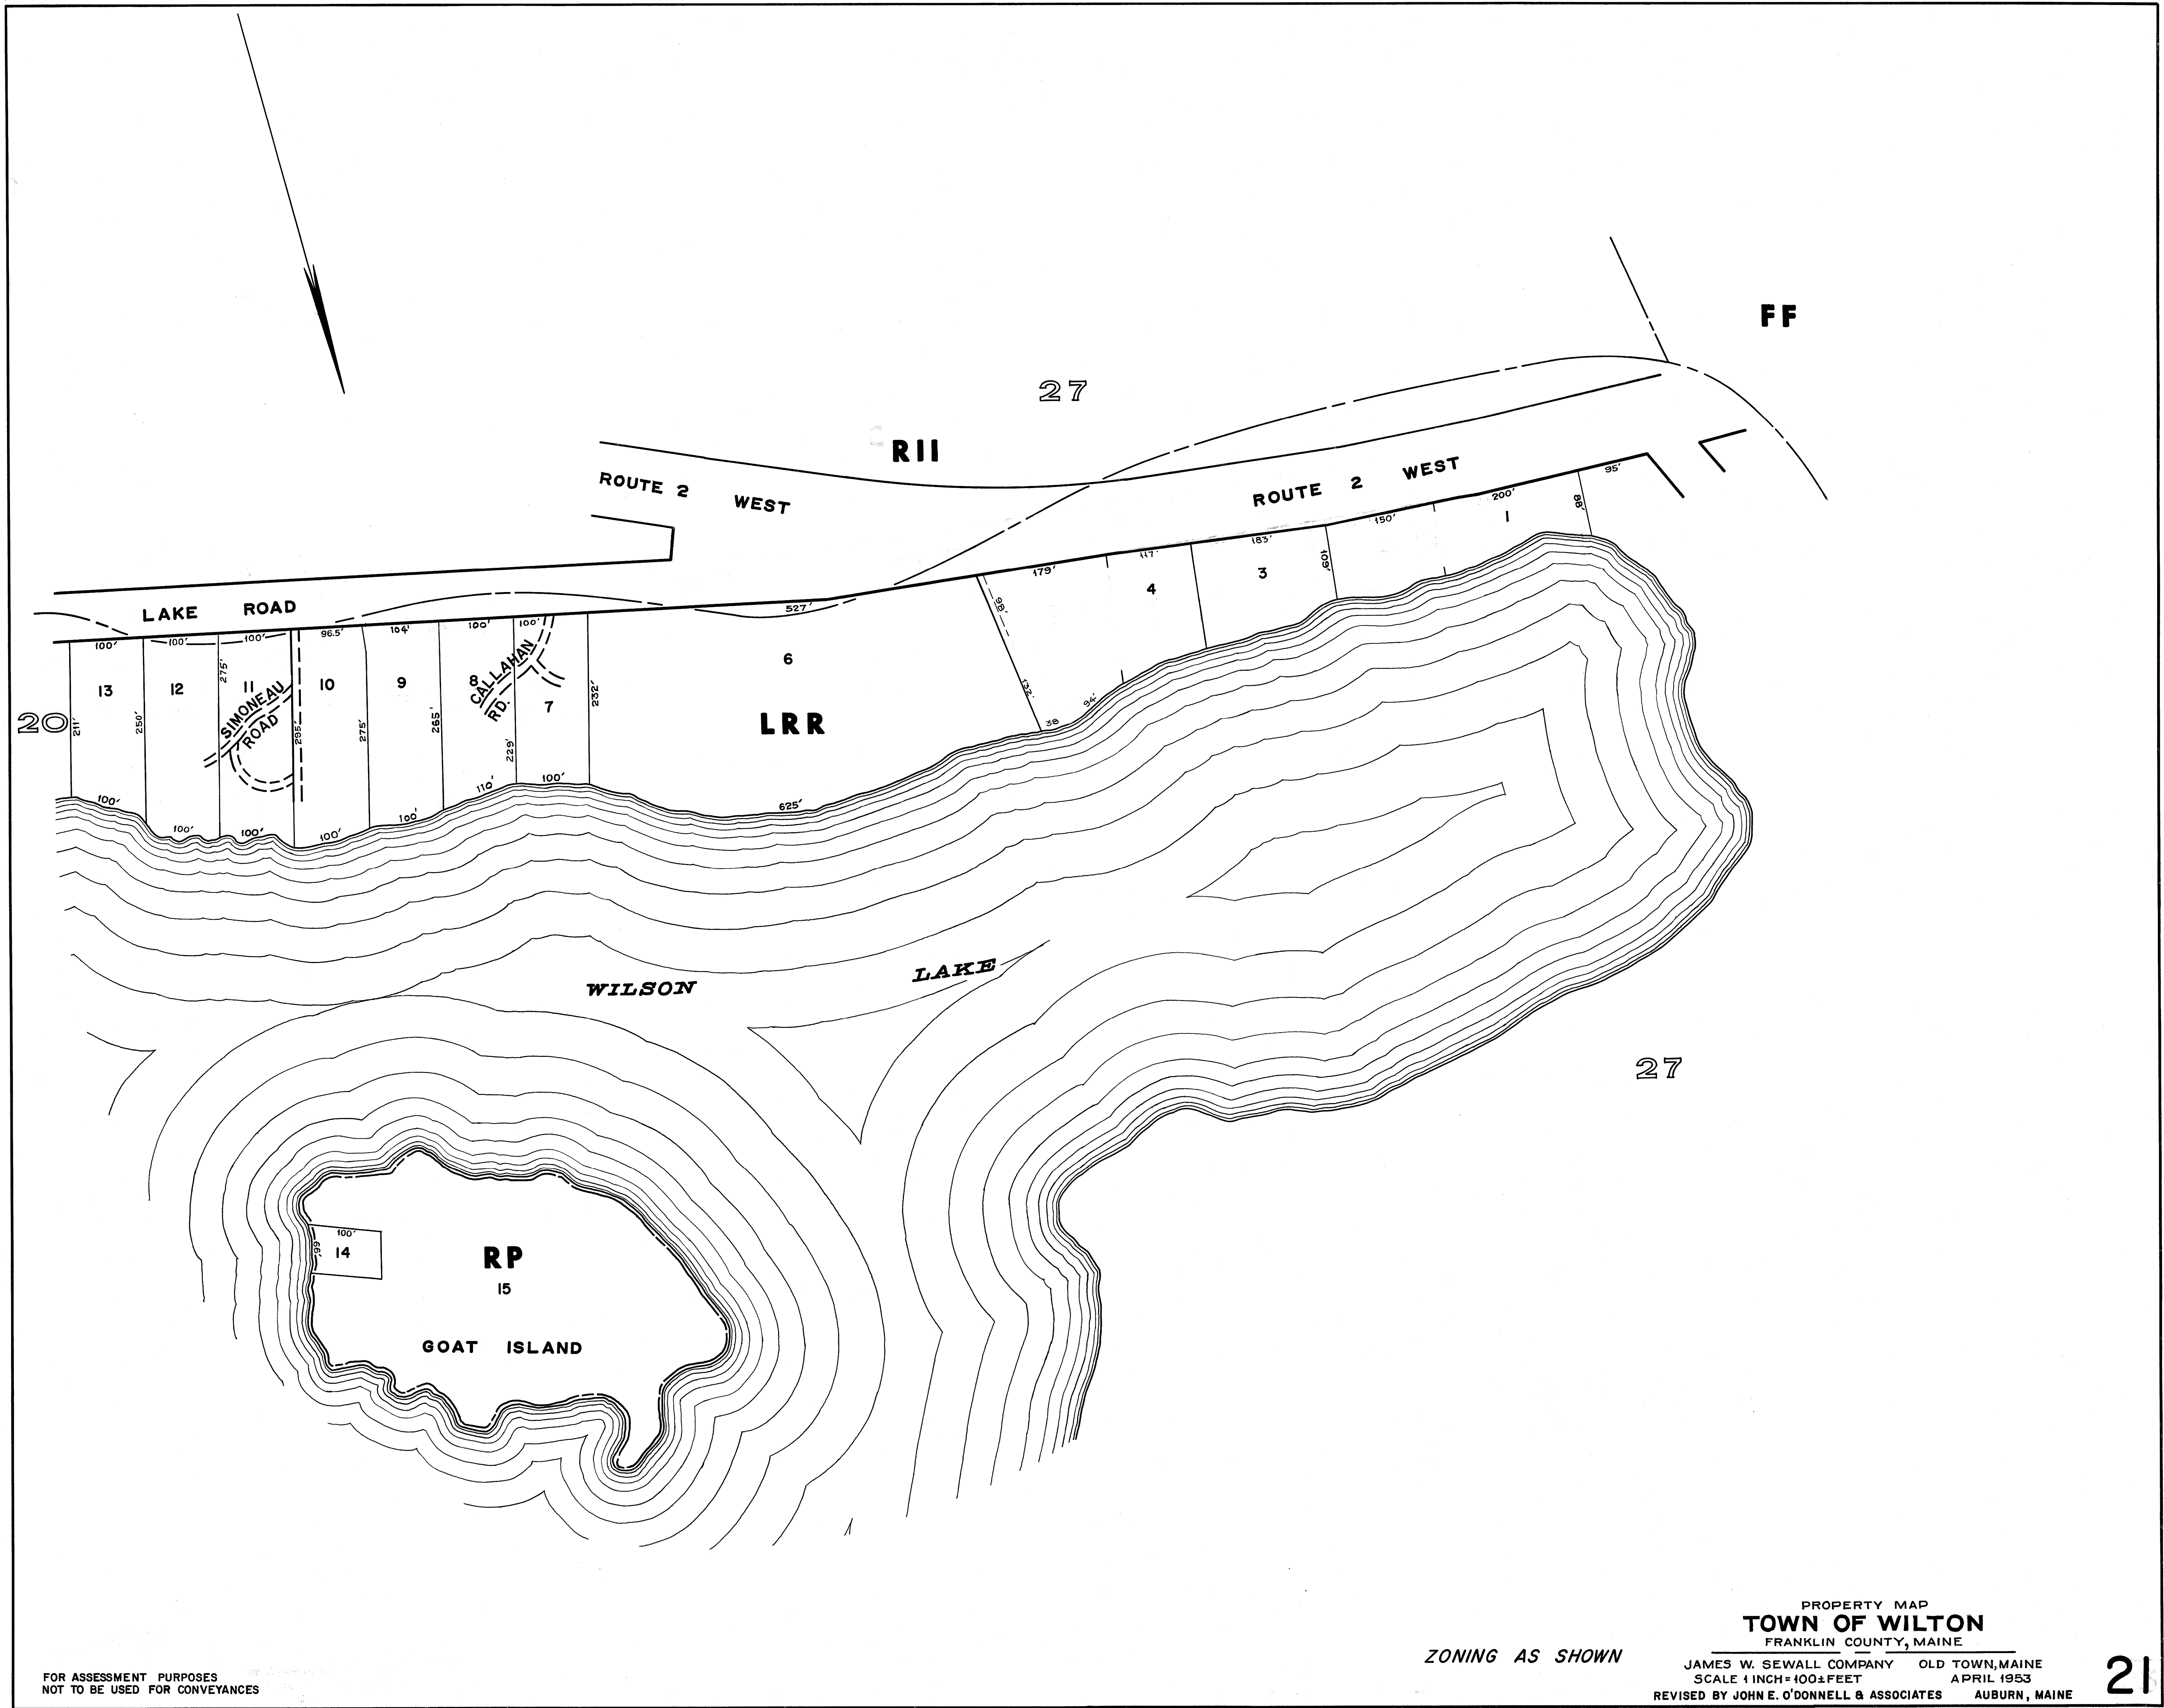 FF
27
RII
ROUTE 2 WEST
ROUTE 2 WEST
95'
200'
88'
1
150'
183'
109'
3
117'
4
179'
98'
132'
38
94'
LAKE ROAD
527'
100'
100'
100'
96.5'
104'
100'
100'
13
12
11
10
9
8
7
6
275'
SIMONEAU
ROAD
CALLAHAN
RD.
20
211'
250'
295'
275'
265'
229'
232'
LRR
100'
100'
100'
100'
100'
110'
100'
625'
WILSON LAKE
27
100'
66'
14
RP
15
GOAT ISLAND
ZONING AS SHOWN
FOR ASSESSMENT PURPOSES
NOT TO BE USED FOR CONVEYANCES
PROPERTY MAP
TOWN OF WILTON
FRANKLIN COUNTY, MAINE
JAMES W. SEWALL COMPANY OLD TOWN, MAINE
SCALE 1 INCH = 100± FEET APRIL 1953
REVISED BY JOHN E. O'DONNELL & ASSOCIATES AUBURN, MAINE
21